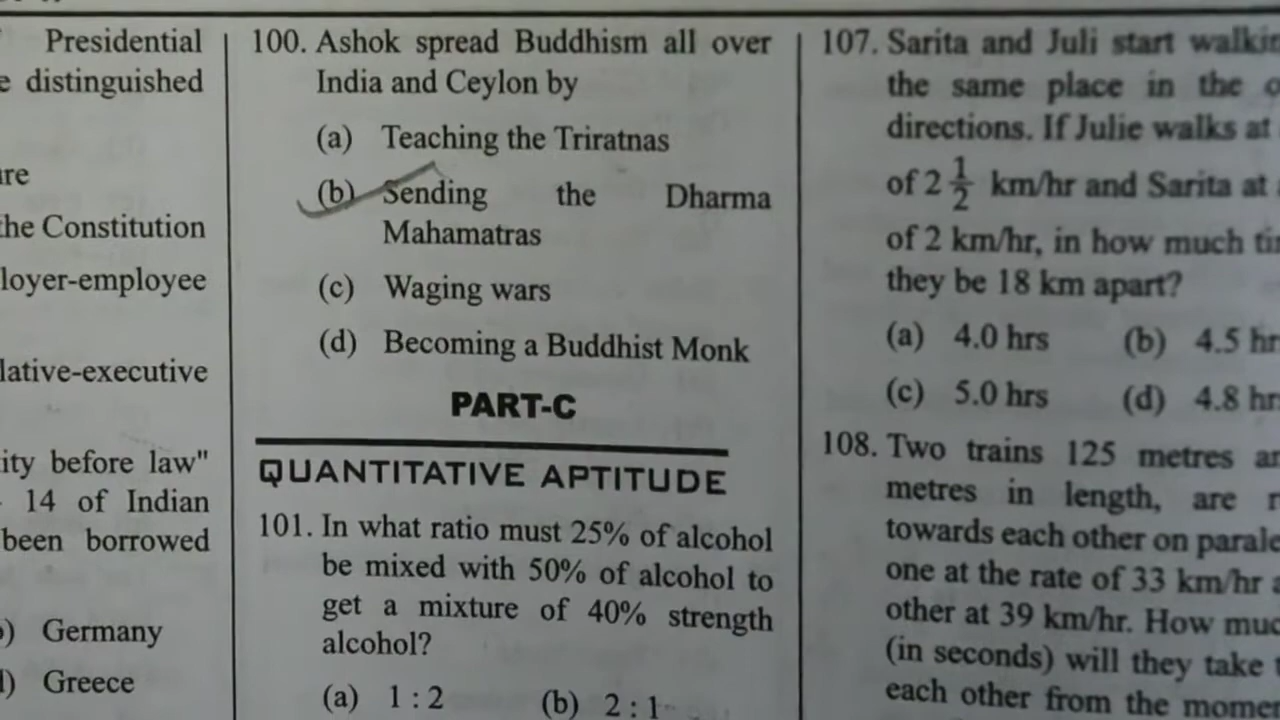 Presidential
distinguished
the Constitution
loyer-employee
lative-executive
ity before law"
14 of Indian
been borrowed
Germany
Greece
100. Ashok spread Buddhism all over
India and Ceylon by
(a) Teaching the Triratnas
(b) Sending the Dharma
Mahamatras
(c) Waging wars
(d) Becoming a Buddhist Monk
PART-C
QUANTITATIVE APTITUDE
101. In what ratio must 25% of alcohol
be mixed with 50% of alcohol to
get a mixture of 40% strength
alcohol?
(a) 1 : 2 (b) 2 : 1
107. Sarita and Juli start
the same place in the
directions. If Julie walks at
of 2 1/2 km/hr and Sarita at
of 2 km/hr, in how much
they be 18 km apart?
(a) 4.0 hrs (b) 4.5
(c) 5.0 hrs (d) 4.8
108. Two trains 125 metres
metres in length, are
towards each other on
one at the rate of 33 km/hr
other at 39 km/hr. How
(in seconds) will they take
each other from the